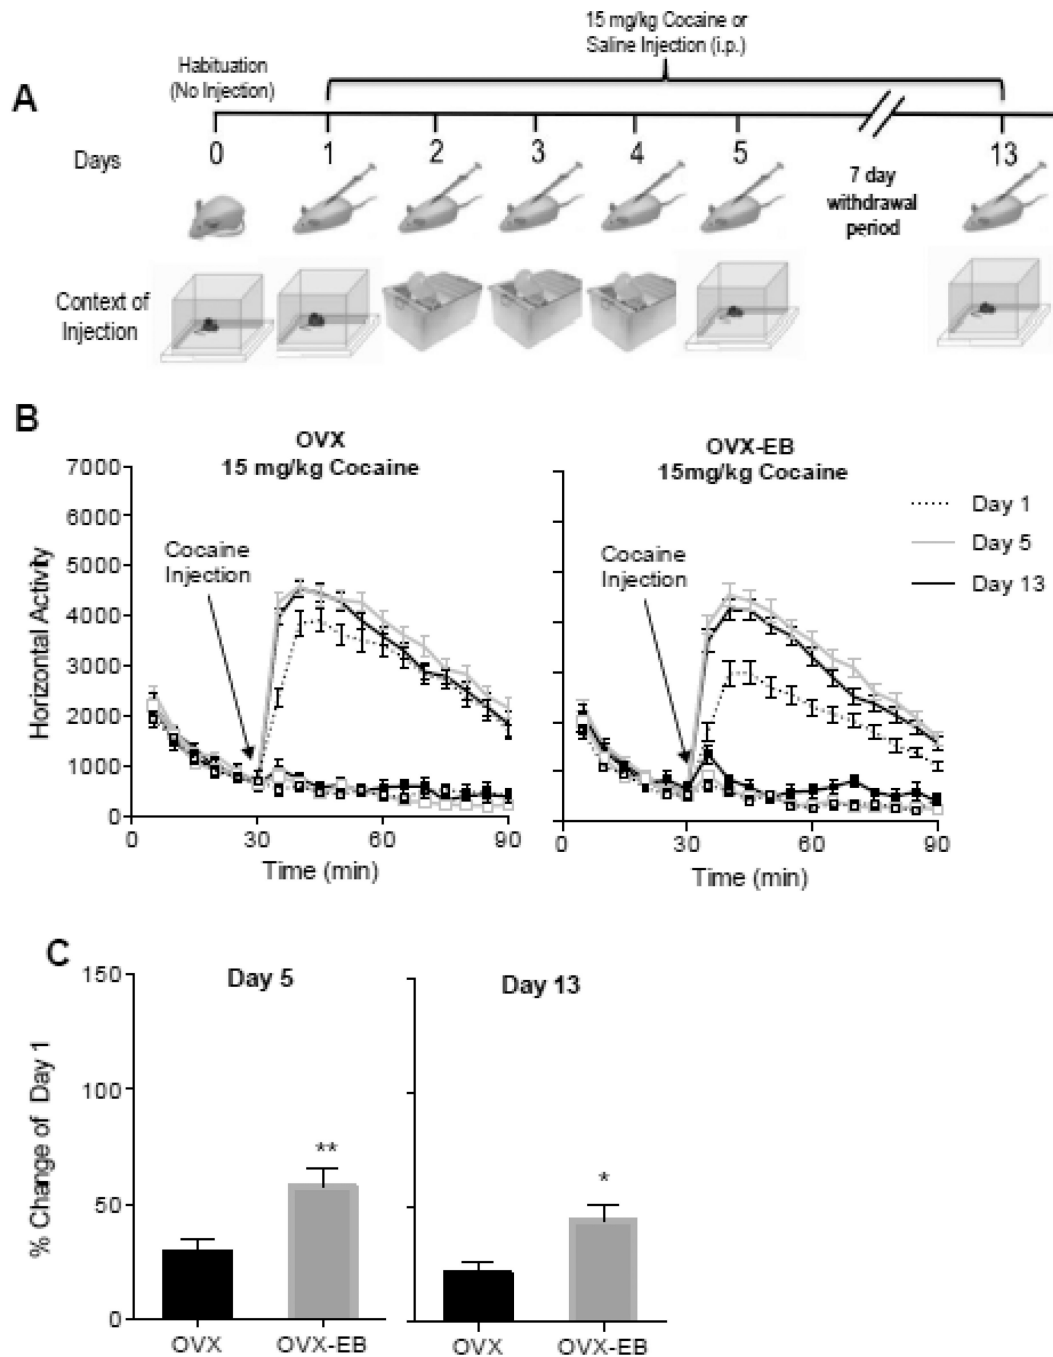 15 mg/kg Cocaine or
Saline Injection (i.p.)
Habituation
(No Injection)
A
Days
0
1
2
3
4
5
13
7 day
withdrawal
period
Context of
Injection
B
OVX
15 mg/kg Cocaine
OVX-EB
15mg/kg Cocaine
7000
6000
5000
4000
3000
2000
1000
0
Horizontal Activity
Cocaine
Injection
Cocaine
Injection
Day 1
Day 5
Day 13
0
30
60
90
Time (min)
0
30
60
90
Time (min)
C
150
100
50
0
% Change of Day 1
Day 5
Day 13
**
*
OVX
OVX-EB
OVX
OVX-EB